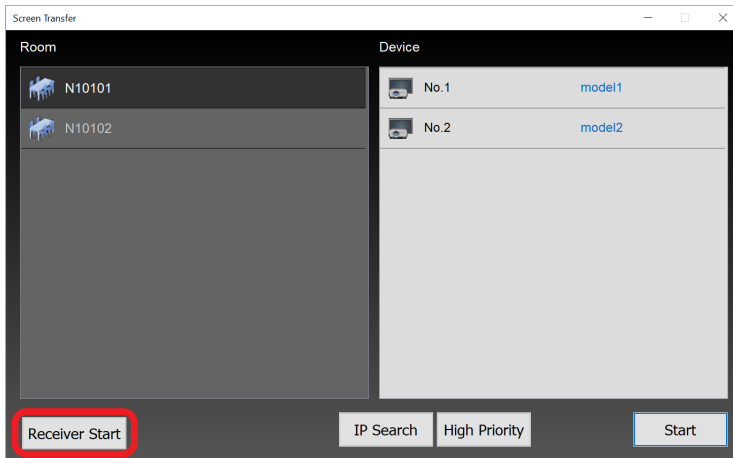 Screen Transfer
Room
Device
N10101
No.1 model1
N10102
No.2 model2
Receiver Start
IP Search
High Priority
Start